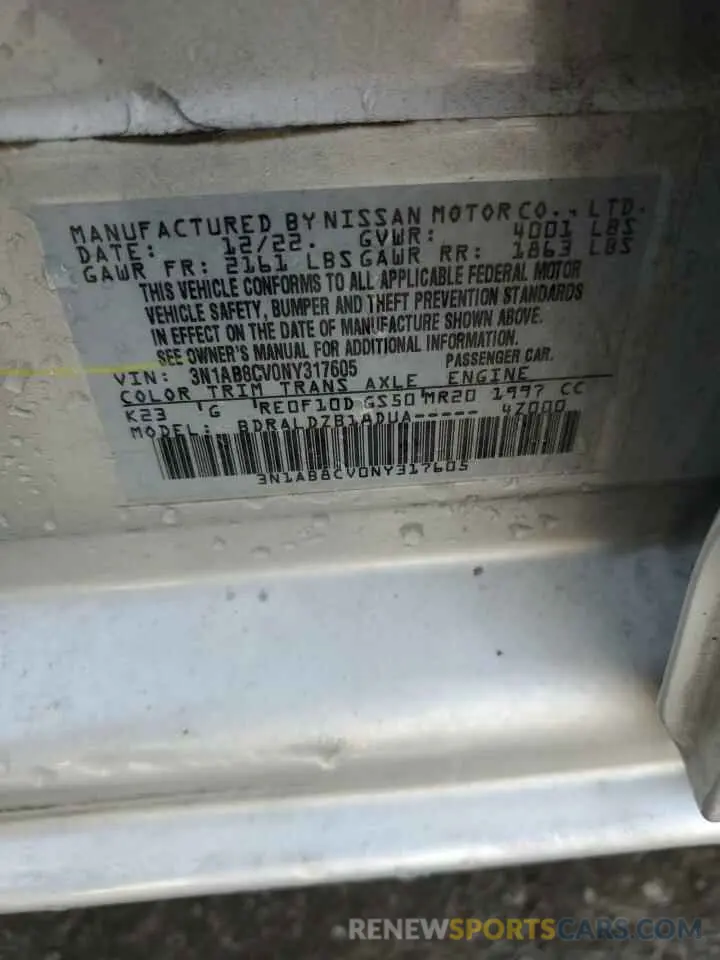 MANUFACTURED BY NISSAN MOTOR CO., LTD.
DATE: 12/22. GVWR: 4001 LBS
GAWR FR: 2161 LBS GAWR RR: 1863 LBS
THIS VEHICLE CONFORMS TO ALL APPLICABLE FEDERAL MOTOR
VEHICLE SAFETY, BUMPER AND THEFT PREVENTION STANDARDS
IN EFFECT ON THE DATE OF MANUFACTURE SHOWN ABOVE.
SEE OWNER'S MANUAL FOR ADDITIONAL INFORMATION.
VIN: 3N1AB8CV0NY317605 PASSENGER CAR.
COLOR TRIM TRANS AXLE ENGINE
K23 'G 'RE0F10D GS50 'MR20 1997 CC
MODEL: BDRALDZB1ADUA----- 4Z000
3N1AB8CV0NY317605
RENEWSPORTSCARS.COM